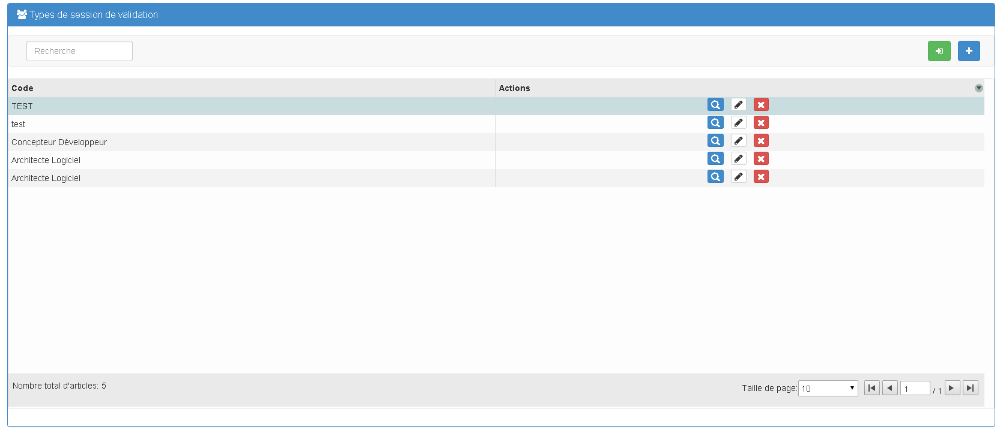 Types de session de validation
Recherche
Code Actions
TEST
test
Concepteur Développeur
Architecte Logiciel
Architecte Logiciel
Nombre total d'articles: 5 Taille de page: 10 1 / 1